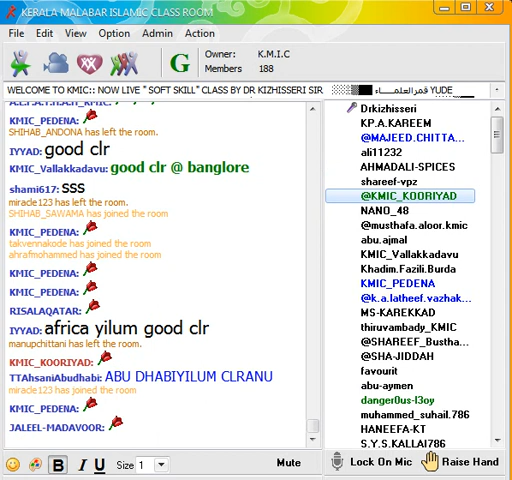 KERALA MALABAR ISLAMIC CLASS ROOM
File Edit View Option Admin Action
G
Owner: K.M.I.C
Members 188
WELCOME TO KMIC:: NOW LIVE " SOFT SKILL" CLASS BY DR KIZHISSERI SIR قمرالعلمـــاء YUDE
KMIC_PEDENA:
SHIHAB_ANDONA has left the room.
IYYAD: good clr
KMIC_Vallakkadavu: good clr @ banglore
shami617: SSS
miracle123 has left the room.
SHIHAB_SAWAMA has joined the room
KMIC_PEDENA:
takvennakode has joined the room
ahrafmohammed has joined the room
KMIC_PEDENA:
KMIC_PEDENA:
RISALAQATAR:
IYYAD: africa yilum good clr
manupchittani has left the room.
KMIC_KOORIYAD:
TTAhsaniAbudhabi: ABU DHABIYILUM CLRANU
miracle123 has joined the room
KMIC_PEDENA:
JALEEL-MADAVOOR:
B I U Size 1 Mute
Drkizhisseri
KP.A.KAREEM
@MAJEED.CHITTA...
ali11232
AHMADALI-SPICES
shareef-vpz
@KMIC_KOORIYAD
NANO_48
@musthafa.aloor.kmic
abu.ajmal
KMIC_Vallakkadavu
Khadim.Fazili.Burda
KMIC_PEDENA
@k.a.latheef.vazhak...
MS-KAREKKAD
thiruvambady_KMIC
@SHAREEF_Bustha...
@SHA-JIDDAH
favourit
abu-aymen
danger0us-l3oy
muhammed_suhail.786
HANEEFA-KT
S.Y.S.KALLAI786
Lock On Mic Raise Hand